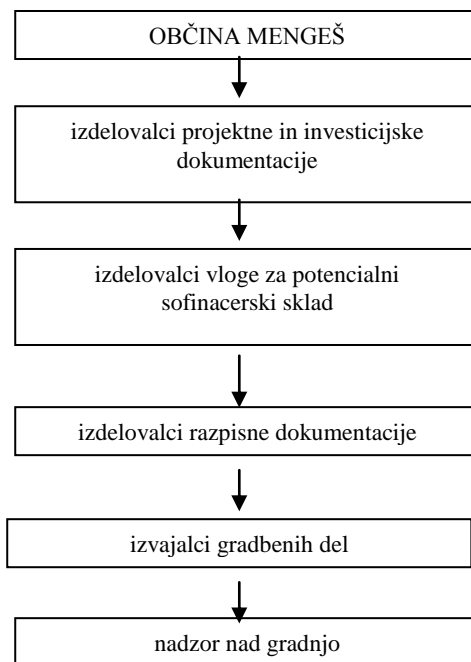 OBČINA MENGEŠ
izdelovalci projektne in investicijske
dokumentacije
izdelovalci vloge za potencialni
sofinacerski sklad
izdelovalci razpisne dokumentacije
izvajalci gradbenih del
nadzor nad gradnjo